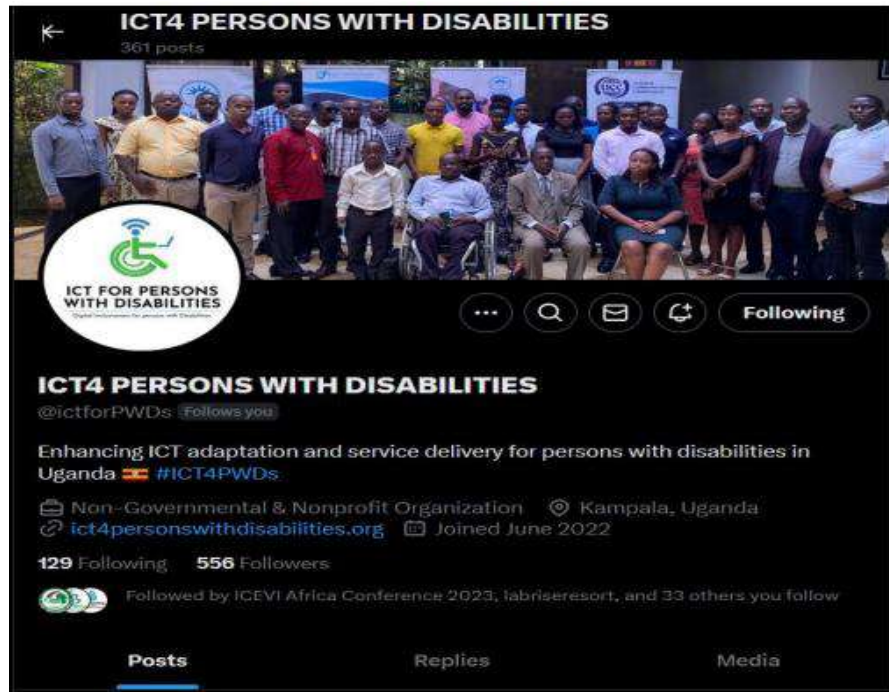 ICT4 PERSONS WITH DISABILITIES
361 posts
UCC
ICT FOR PERSONS
WITH DISABILITIES
Following
ICT4 PERSONS WITH DISABILITIES
@ictforPWDs Follows you
Enhancing ICT adaptation and service delivery for persons with disabilities in
Uganda 🇺🇬 #ICT4PWDs
Non-Governmental & Nonprofit Organization Kampala, Uganda
ict4personswithdisabilities.org Joined June 2022
129 Following 556 Followers
Followed by ICEVI Africa Conference 2023, labriseresort, and 33 others you follow
Posts Replies Media